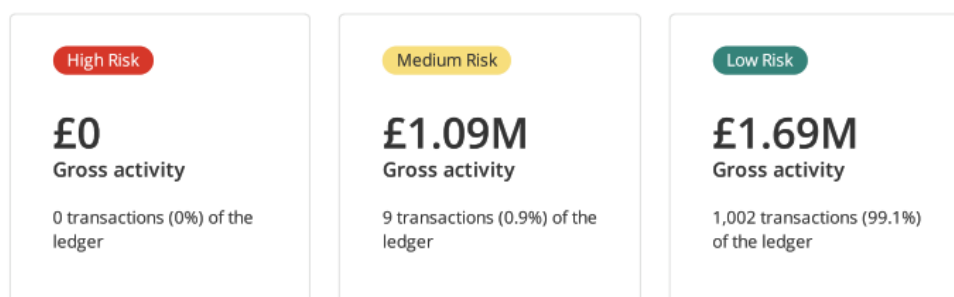 High Risk
£0
Gross activity
0 transactions (0%) of the
ledger
Medium Risk
£1.09M
Gross activity
9 transactions (0.9%) of the
ledger
Low Risk
£1.69M
Gross activity
1,002 transactions (99.1%)
of the ledger